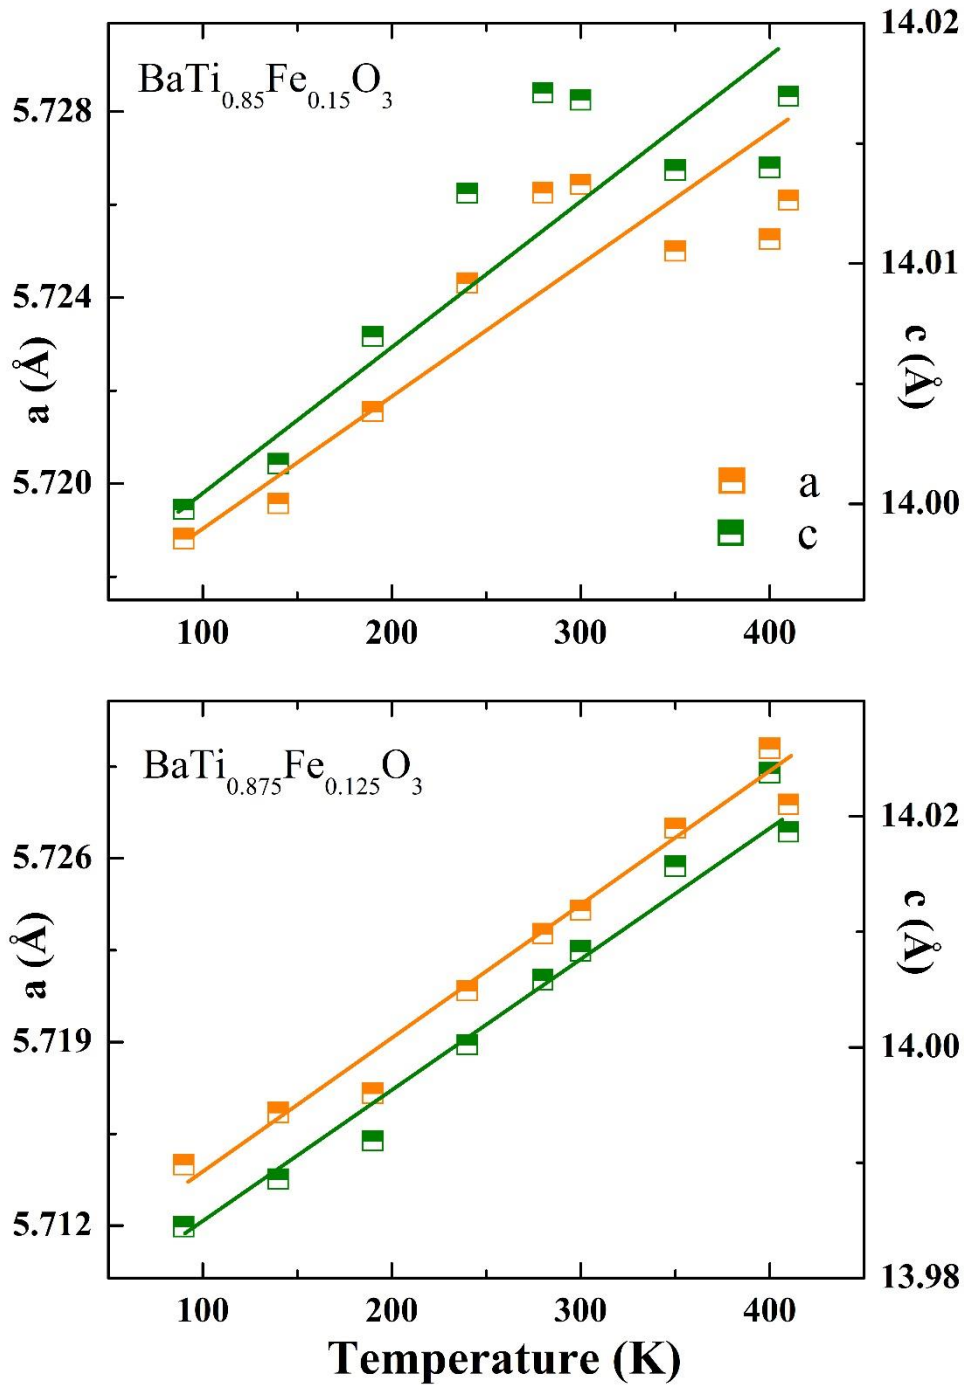 BaTi0.85Fe0.15O3
14.02
5.728
14.01
5.724
a (Å)
c (Å)
5.720
14.00
a
c
100 200 300 400
BaTi0.875Fe0.125O3
14.02
5.726
a (Å)
c (Å)
5.719
14.00
5.712
13.98
100 200 300 400
Temperature (K)